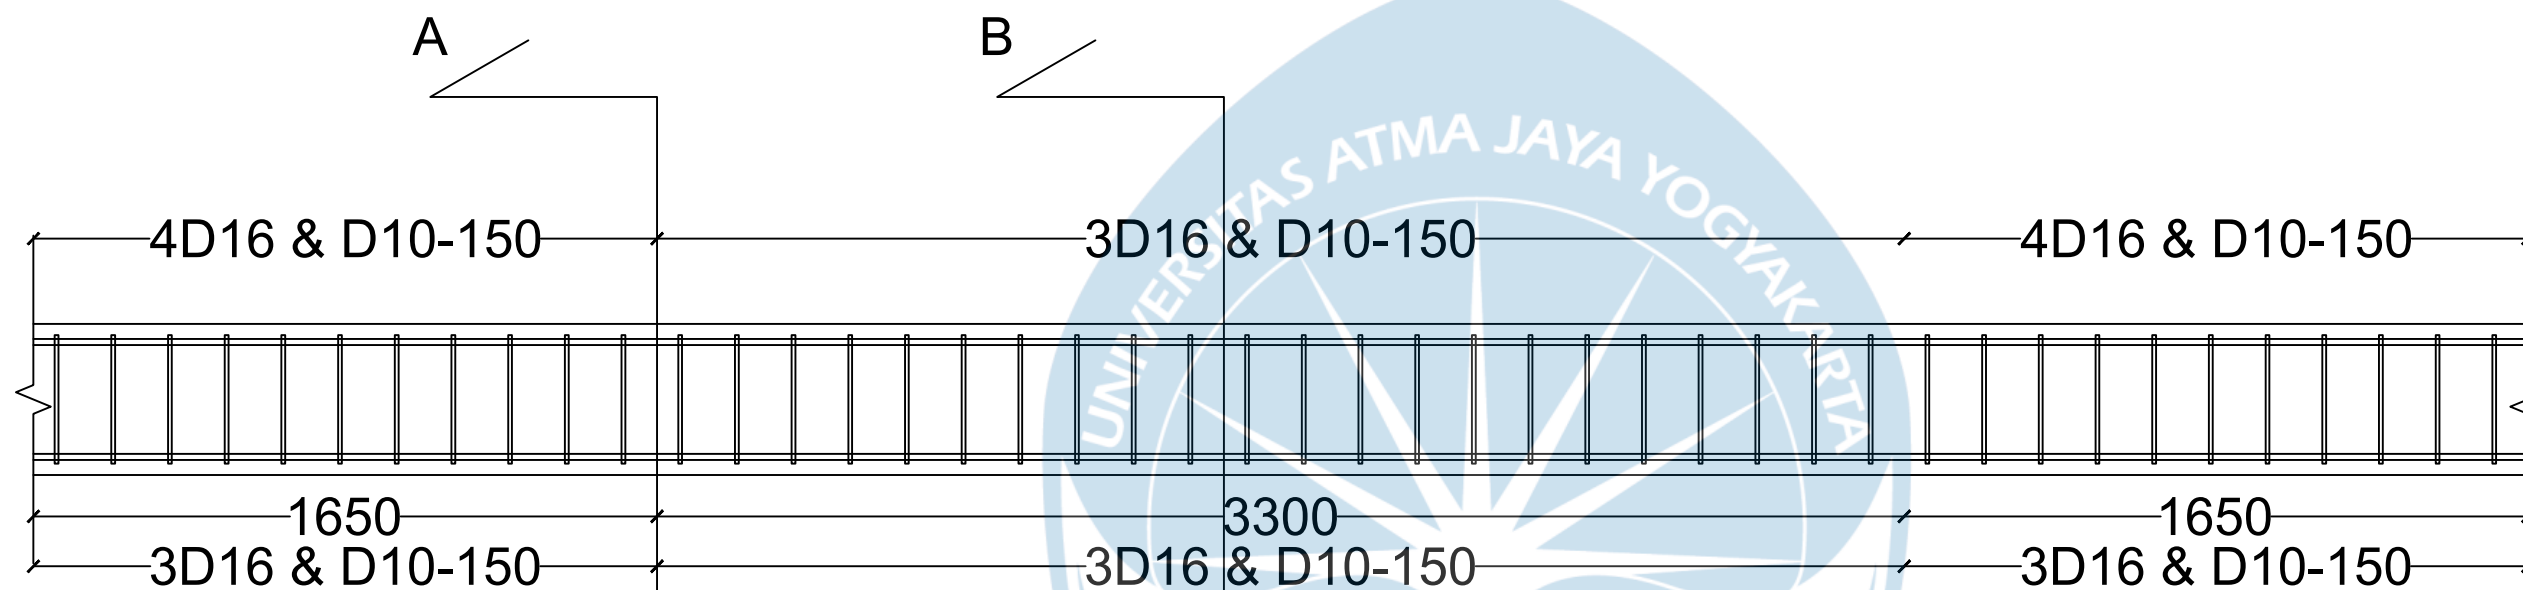 A B
UNIVERSITAS ATMA JAYA YOGYAKARTA
4D16 & D10-150 3D16 & D10-150 4D16 & D10-150
1650 3300 1650
3D16 & D10-150 3D16 & D10-150 3D16 & D10-150